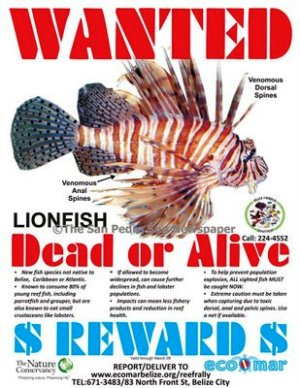 WANTED
Venomous
Dorsal
Spines
Venomous
Anal
Spines
LIONFISH
Call: 224-4552
©The San Pedro Sun Newspaper
Dead or Alive
• New fish species not native to
Belize, Caribbean or Atlantic.
• Known to consume 80% of
young reef fish, including
parrotfish and grouper, but are
also known to eat small
crustaceans like lobsters.
• If allowed to become
widespread, can cause further
declines in fish and lobster
populations.
• Impacts can mean less fishery
products and reduction in reef
health.
• To help prevent population
explosion, ALL sighted fish MUST
be caught NOW.
• Extreme caution must be taken
when capturing due to toxic
dorsal, anal and pelvic spines. Use
a net if available.
$ REWARD $
Valid through March 09
The Nature
Conservancy
Protecting nature. Preserving life.
ecomar
REPORT/DELIVER TO
www.ecomarbelize.org/reefrally
TEL:671-3483/83 North Front St, Belize City